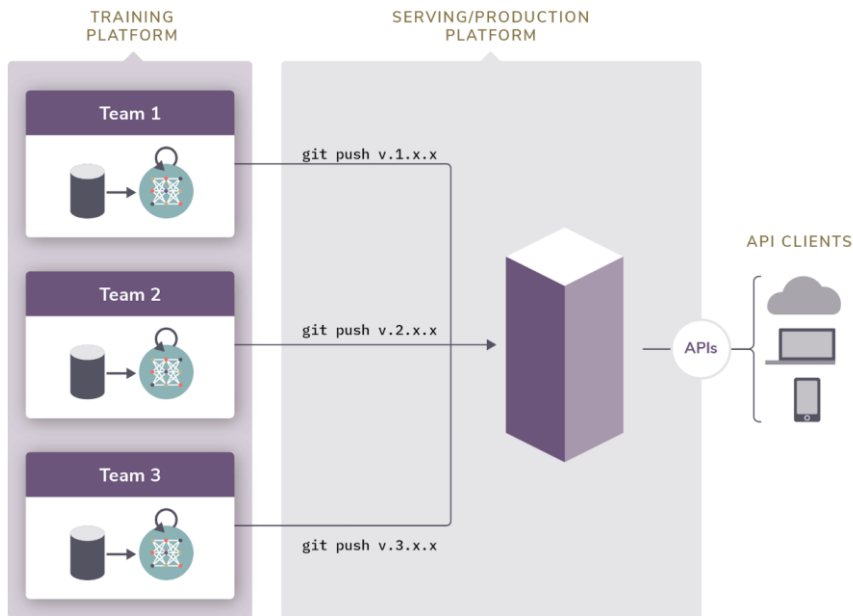 TRAINING
PLATFORM
SERVING/PRODUCTION
PLATFORM
Team 1
git push v.1.x.x
Team 2
git push v.2.x.x
Team 3
git push v.3.x.x
APIs
API CLIENTS